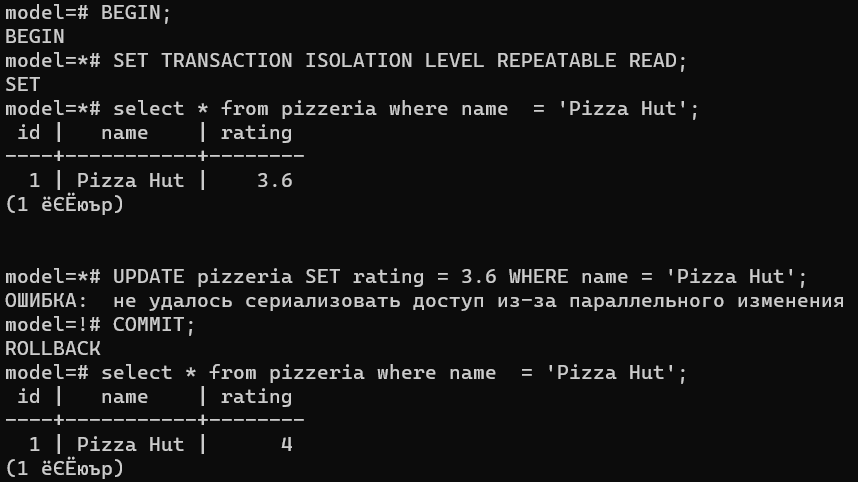 model=# BEGIN;
BEGIN
model=*# SET TRANSACTION ISOLATION LEVEL REPEATABLE READ;
SET
model=*# select * from pizzeria where name  = 'Pizza Hut';
 id |   name    | rating
----+-----------+--------
  1 | Pizza Hut |    3.6
(1 ёЄЁюър)
model=*# UPDATE pizzeria SET rating = 3.6 WHERE name = 'Pizza Hut';
ОШИБКА:  не удалось сериализовать доступ из-за параллельного изменения
model=!# COMMIT;
ROLLBACK
model=# select * from pizzeria where name  = 'Pizza Hut';
 id |   name    | rating
----+-----------+--------
  1 | Pizza Hut |      4
(1 ёЄЁюър)